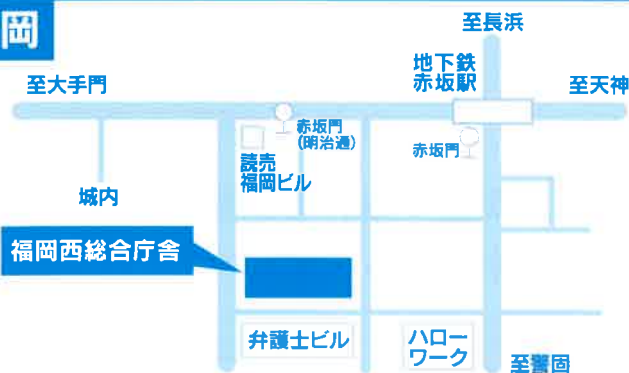 岡
至長浜
地下鉄
赤坂駅
至大手門
至天神
赤坂門
(明治通)
赤坂門
読売
福岡ビル
城内
福岡西総合庁舎
弁護士ビル
ハロー
ワーク
至警固